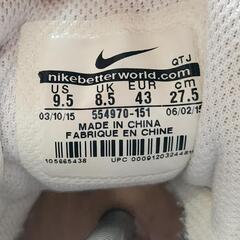 QTJ
nikebetterworld.com
US UK EUR cm
9.5 8.5 43 27.5
03/10/15 554970-151 06/02/15
MADE IN CHINA
FABRIQUE EN CHINE
105665438